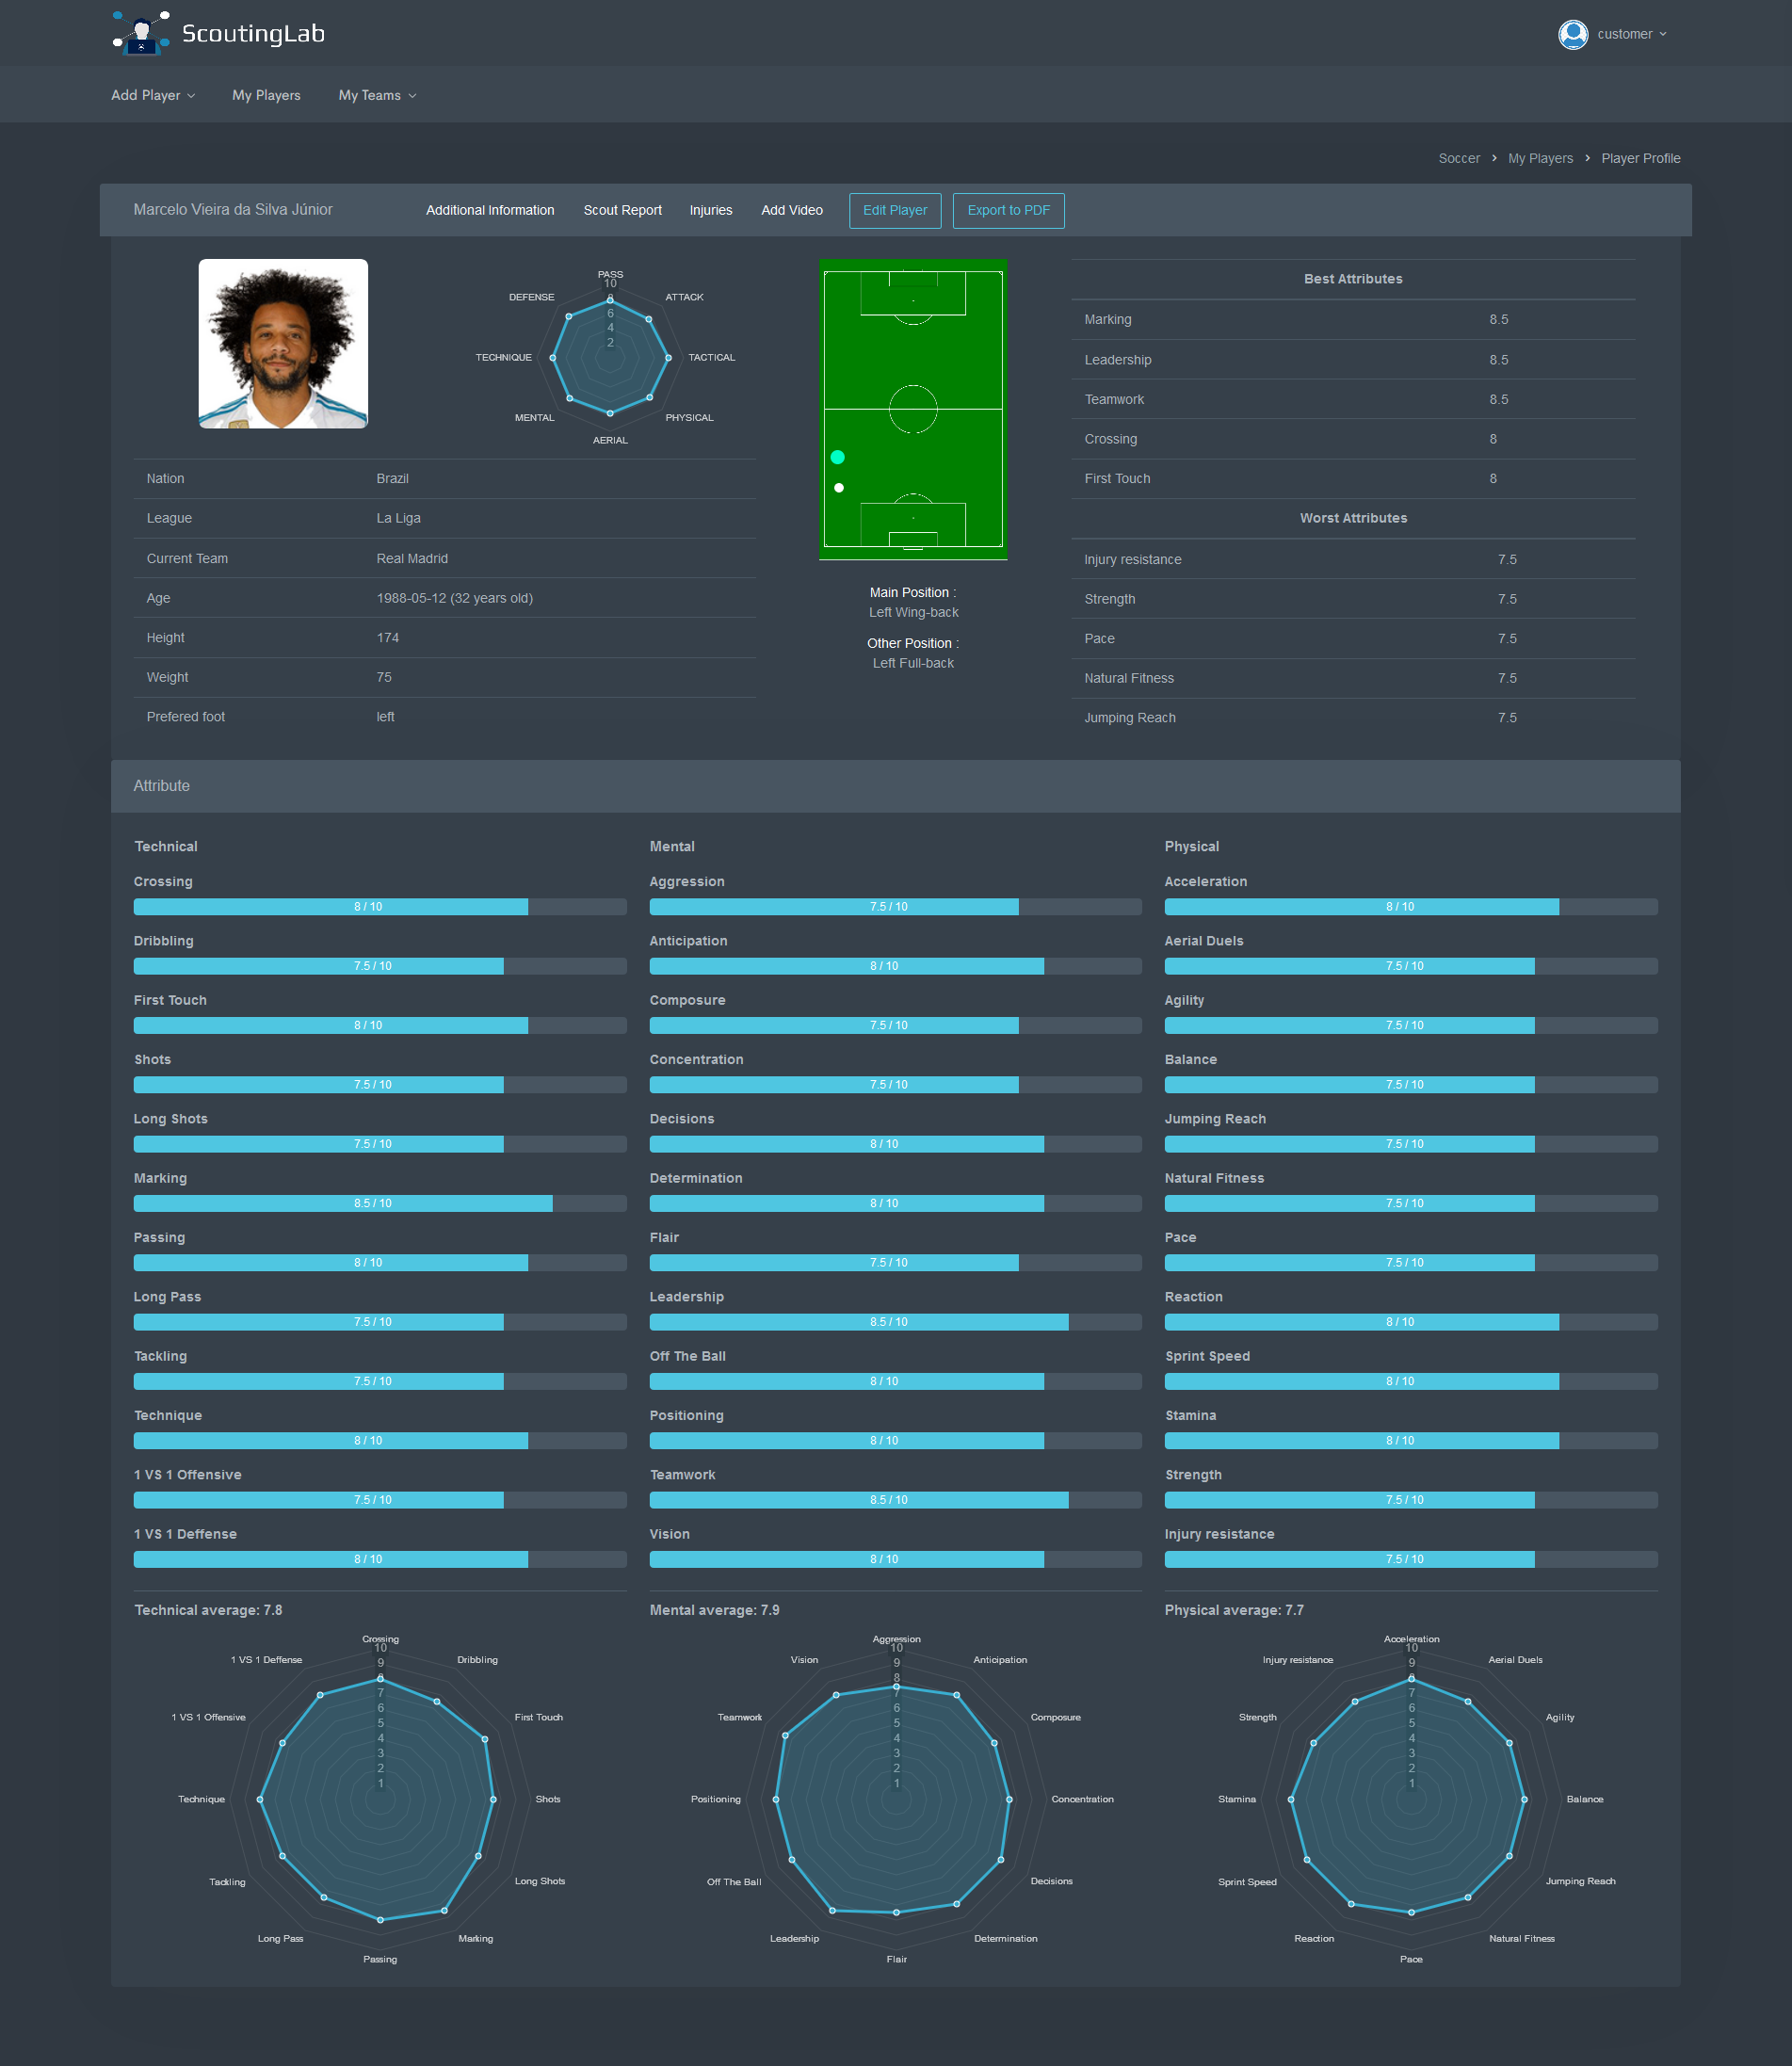 ScoutingLab
customer
Add Player
My Players
My Teams
Soccer > My Players > Player Profile
Marcelo Vieira da Silva Júnior
Additional Information
Scout Report
Injuries
Add Video
Edit Player
Export to PDF
PASS
ATTACK
TACTICAL
PHYSICAL
AERIAL
MENTAL
TECHNIQUE
DEFENSE
10
8
6
4
2
Nation Brazil
League La Liga
Current Team Real Madrid
Age 1988-05-12 (32 years old)
Height 174
Weight 75
Prefered foot left
Main Position :
Left Wing-back
Other Position :
Left Full-back
Best Attributes
Marking 8.5
Leadership 8.5
Teamwork 8.5
Crossing 8
First Touch 8
Worst Attributes
Injury resistance 7.5
Strength 7.5
Pace 7.5
Natural Fitness 7.5
Jumping Reach 7.5
Attribute
Technical
Crossing
8 / 10
Dribbling
7.5 / 10
First Touch
8 / 10
Shots
7.5 / 10
Long Shots
7.5 / 10
Marking
8.5 / 10
Passing
8 / 10
Long Pass
7.5 / 10
Tackling
7.5 / 10
Technique
8 / 10
1 VS 1 Offensive
7.5 / 10
1 VS 1 Deffense
8 / 10
Technical average: 7.8
Crossing
Dribbling
First Touch
Shots
Long Shots
Marking
Passing
Long Pass
Tackling
Technique
1 VS 1 Offensive
1 VS 1 Deffense
10
9
8
7
6
5
4
3
2
1
Mental
Aggression
7.5 / 10
Anticipation
8 / 10
Composure
7.5 / 10
Concentration
7.5 / 10
Decisions
8 / 10
Determination
8 / 10
Flair
7.5 / 10
Leadership
8.5 / 10
Off The Ball
8 / 10
Positioning
8 / 10
Teamwork
8.5 / 10
Vision
8 / 10
Mental average: 7.9
Aggression
Anticipation
Composure
Concentration
Decisions
Determination
Flair
Leadership
Off The Ball
Positioning
Teamwork
Vision
10
9
8
7
6
5
4
3
2
1
Physical
Acceleration
8 / 10
Aerial Duels
7.5 / 10
Agility
7.5 / 10
Balance
7.5 / 10
Jumping Reach
7.5 / 10
Natural Fitness
7.5 / 10
Pace
7.5 / 10
Reaction
8 / 10
Sprint Speed
8 / 10
Stamina
8 / 10
Strength
7.5 / 10
Injury resistance
7.5 / 10
Physical average: 7.7
Acceleration
Aerial Duels
Agility
Balance
Jumping Reach
Natural Fitness
Pace
Reaction
Sprint Speed
Stamina
Strength
Injury resistance
10
9
8
7
6
5
4
3
2
1